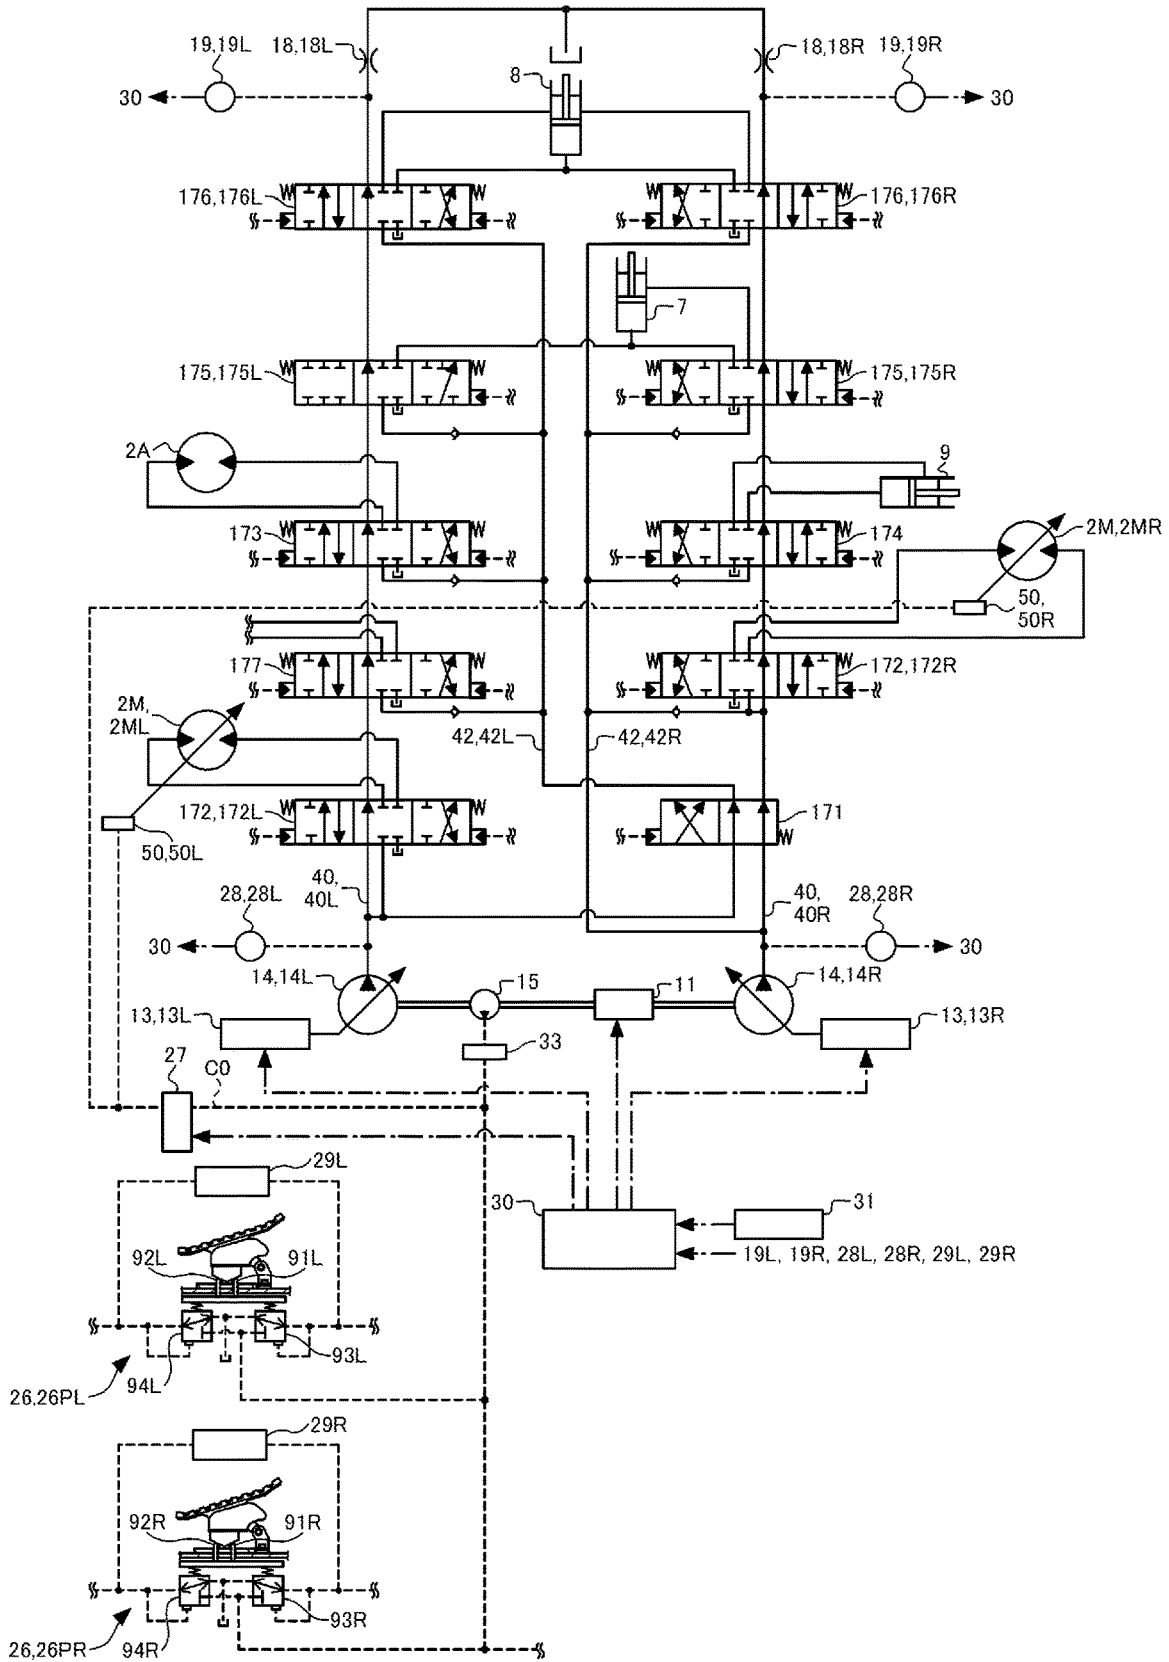 19,19L
18,18L
18,18R
19,19R
30
8
30
176,176L
176,176R
7
175,175L
175,175R
2A
9
173
174
2M,2MR
50,
50R
177
172,172R
2M,
2ML
42,42L
42,42R
172,172L
171
50,50L
40,
40L
40,
40R
28,28L
28,28R
30
30
14,14L
15
11
14,14R
13,13L
13,13R
33
27
C0
29L
30
31
19L, 19R, 28L, 28R, 29L, 29R
92L
91L
93L
94L
26,26PL
29R
92R
91R
93R
94R
26,26PR